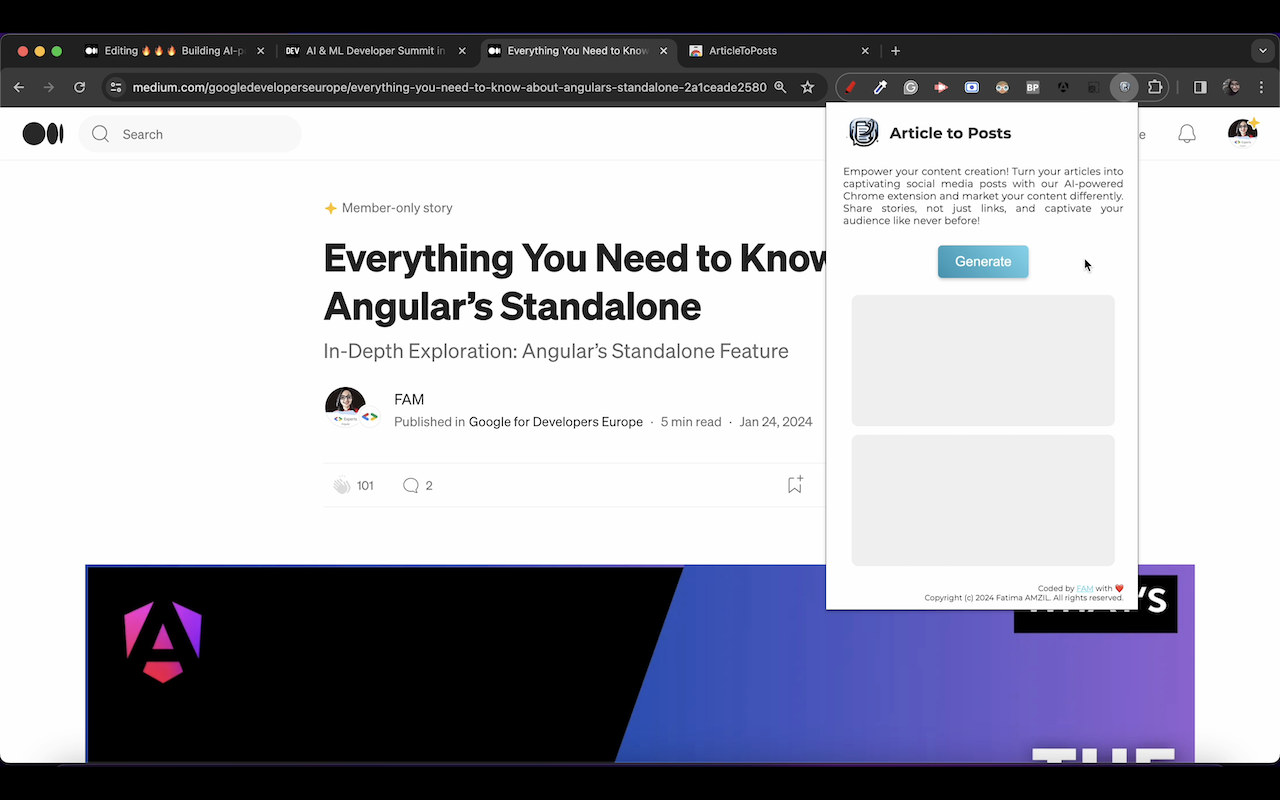 Editing 🔥🔥🔥 Building AI-p
DEV AI & ML Developer Summit in
Everything You Need to Know
ArticleToPosts
medium.com/googledeveloperseurope/everything-you-need-to-know-about-angulars-standalone-2a1ceade2580
BP
Search
e
Article to Posts
Empower your content creation! Turn your articles into
captivating social media posts with our AI-powered
Chrome extension and market your content differently.
Share stories, not just links, and captivate your
audience like never before!
Generate
Member-only story
Everything You Need to Know
Angular’s Standalone
In-Depth Exploration: Angular’s Standalone Feature
FAM
Published in Google for Developers Europe · 5 min read · Jan 24, 2024
101
2
Coded by FAM with ❤️
Copyright (c) 2024 Fatima AMZIL. All rights reserved.
WHAT'S
THE